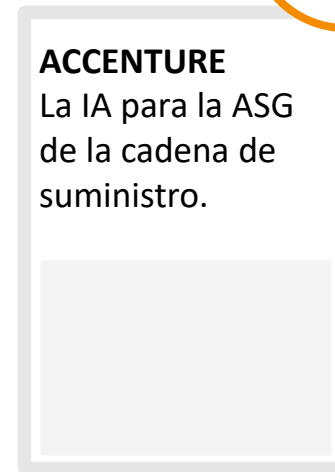 ACCENTURE
La IA para la ASG
de la cadena de
suministro.